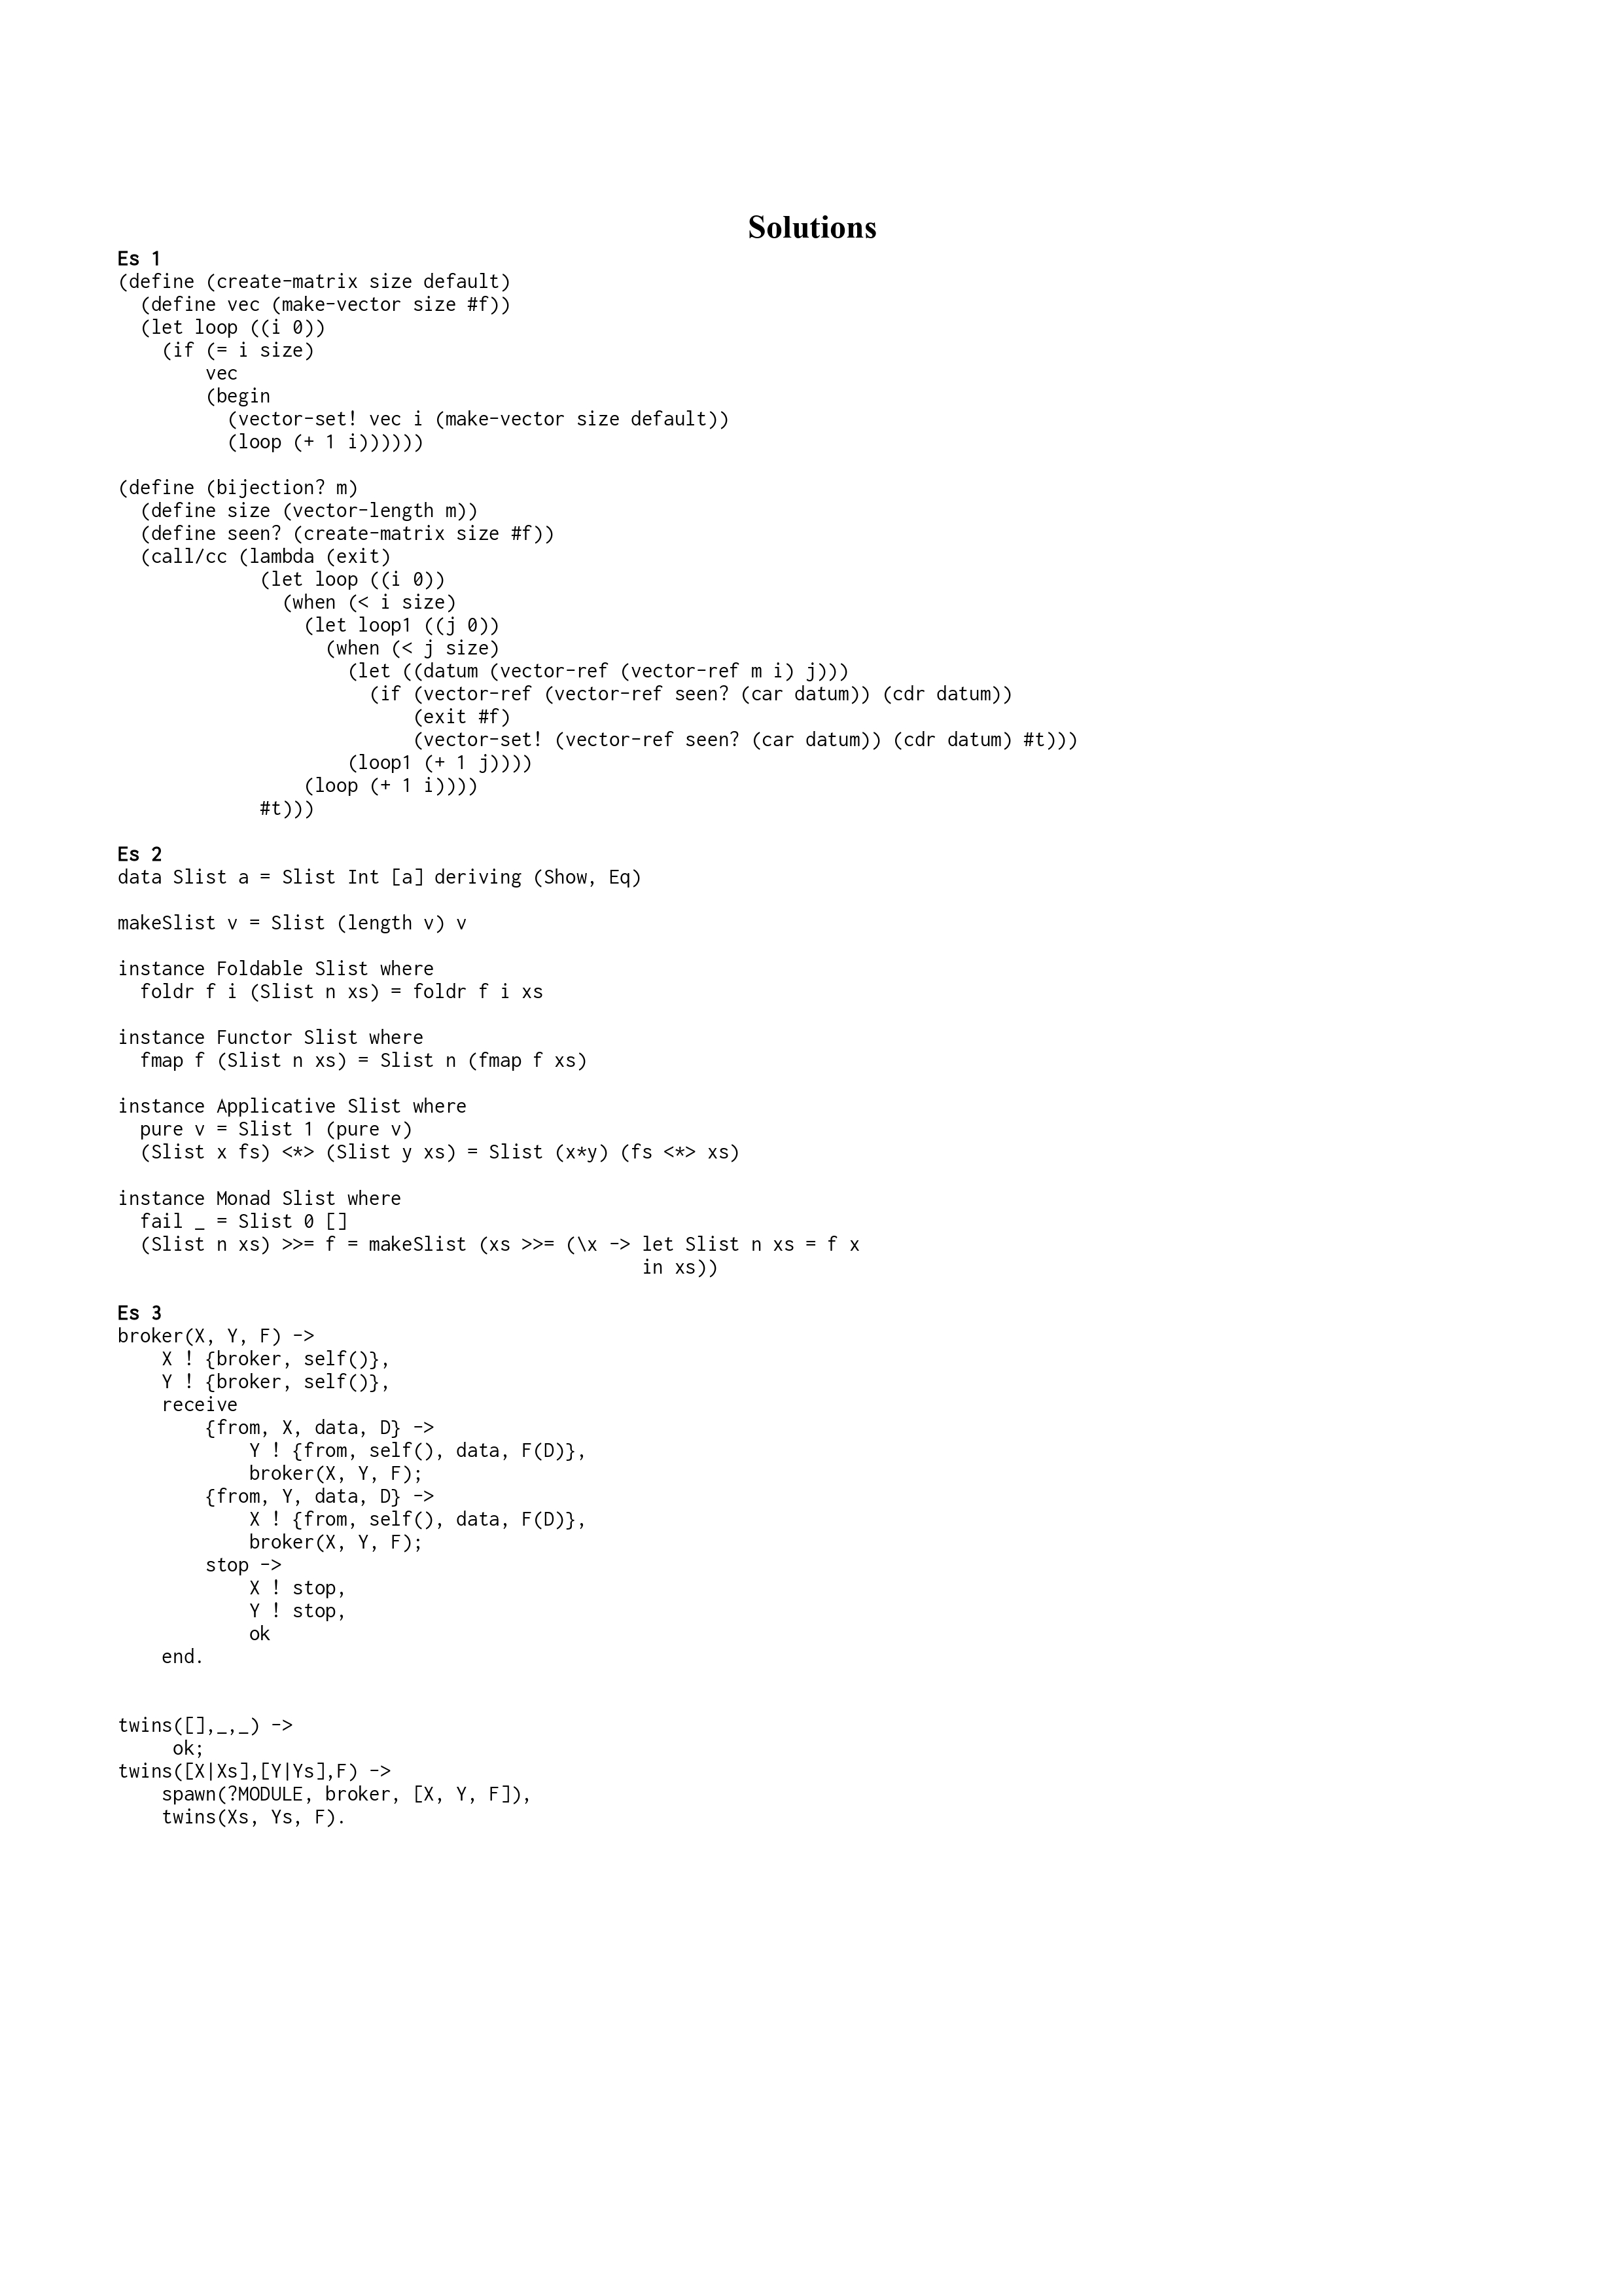 Solutions
Es 1
(define (create-matrix size default)
  (define vec (make-vector size #f))
  (let loop ((i 0))
    (if (= i size)
        vec
        (begin
          (vector-set! vec i (make-vector size default))
          (loop (+ 1 i))))))

(define (bijection? m)
  (define size (vector-length m))
  (define seen? (create-matrix size #f))
  (call/cc (lambda (exit)
             (let loop ((i 0))
               (when (< i size)
                 (let loop1 ((j 0))
                   (when (< j size)
                     (let ((datum (vector-ref (vector-ref m i) j)))
                       (if (vector-ref (vector-ref seen? (car datum)) (cdr datum))
                           (exit #f)
                           (vector-set! (vector-ref seen? (car datum)) (cdr datum) #t)))
                     (loop1 (+ 1 j))))
                 (loop (+ 1 i))))
             #t)))

Es 2
data Slist a = Slist Int [a] deriving (Show, Eq)

makeSlist v = Slist (length v) v

instance Foldable Slist where
  foldr f i (Slist n xs) = foldr f i xs

instance Functor Slist where
  fmap f (Slist n xs) = Slist n (fmap f xs)

instance Applicative Slist where
  pure v = Slist 1 (pure v)
  (Slist x fs) <*> (Slist y xs) = Slist (x*y) (fs <*> xs)

instance Monad Slist where
  fail _ = Slist 0 []
  (Slist n xs) >>= f = makeSlist (xs >>= (\x -> let Slist n xs = f x
                                                in xs))

Es 3
broker(X, Y, F) ->
    X ! {broker, self()},
    Y ! {broker, self()},
    receive
        {from, X, data, D} ->
            Y ! {from, self(), data, F(D)},
            broker(X, Y, F);
        {from, Y, data, D} ->
            X ! {from, self(), data, F(D)},
            broker(X, Y, F);
        stop ->
            X ! stop,
            Y ! stop,
            ok
    end.

twins([],_,_) ->
     ok;
twins([X|Xs],[Y|Ys],F) ->
    spawn(?MODULE, broker, [X, Y, F]),
    twins(Xs, Ys, F).